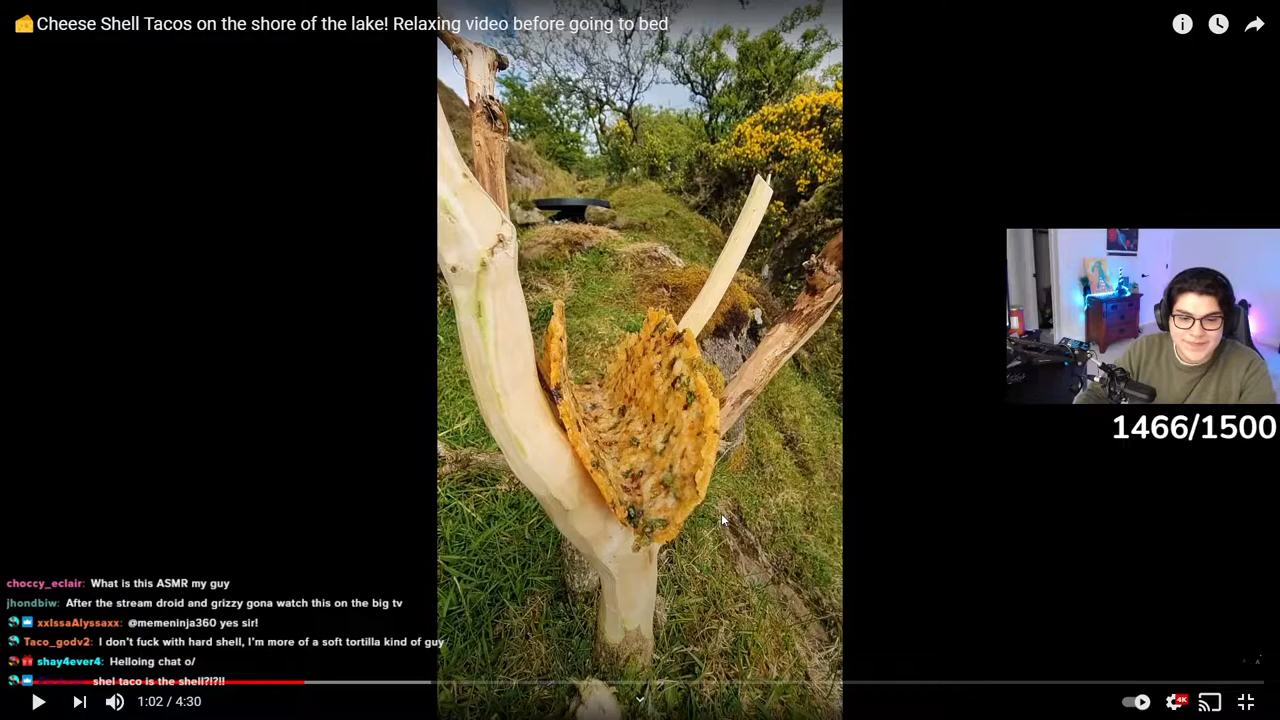 🧀Cheese Shell Tacos on the shore of the lake! Relaxing video before going to bed
1466/1500
choccy_eclair: What is this ASMR my guy
jhondbiw: After the stream droid and grizzy gona watch this on the big tv
xxIssaAlyssaxx: @memeninja360 yes sir!
Taco_godv2: I don't fuck with hard shell, I'm more of a soft tortilla kind of guy
shay4ever4: Helloing chat o/
shel taco is the shell?!?!!
1:02 / 4:30
4K